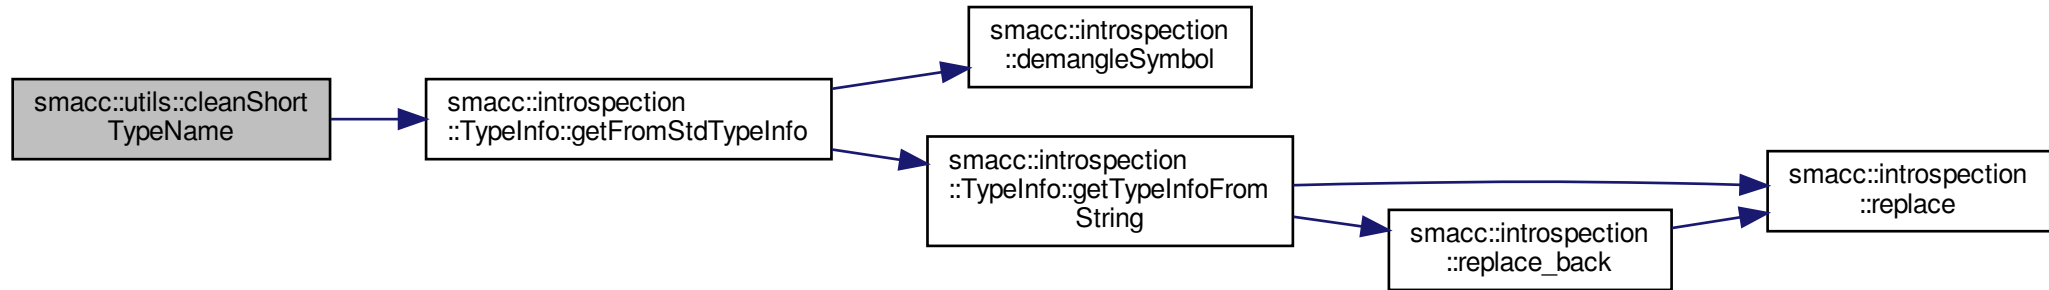 smacc::utils::cleanShort
TypeName
smacc::introspection
::TypeInfo::getFromStdTypeInfo
smacc::introspection
::demangleSymbol
smacc::introspection
::TypeInfo::getTypeInfoFrom
String
smacc::introspection
::replace_back
smacc::introspection
::replace